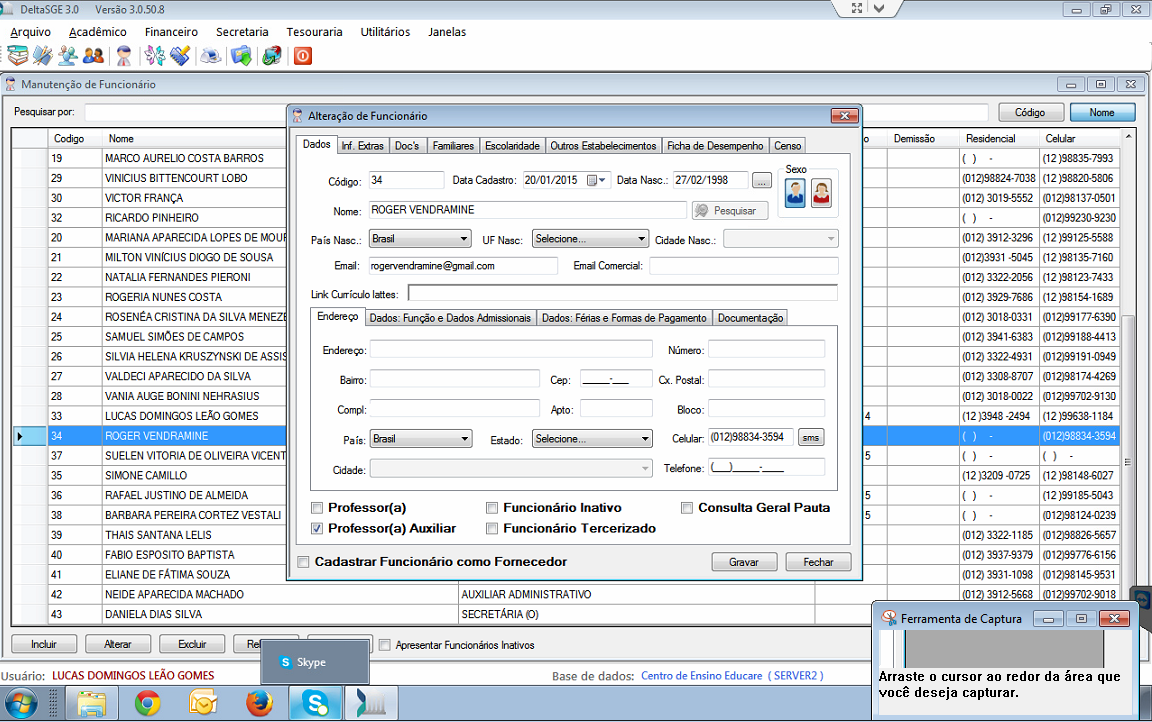 DeltaSGE 3.0 Versão 3.0.50.8
Arquivo Acadêmico Financeiro Secretaria Tesouraria Utilitários Janelas
Manutenção de Funcionário
Pesquisar por: Código Nome
Codigo Nome Demissão Residencial Celular
19 MARCO AURELIO COSTA BARROS ( ) - (12 )98835-7993
29 VINICIUS BITTENCOURT LOBO (012)98824-7038 (12 )98820-5806
30 VICTOR FRANÇA (012) 3019-5552 (012)98137-0501
32 RICARDO PINHEIRO ( ) - (012)99230-9230
20 MARIANA APARECIDA LOPES DE MOUR (012) 3912-3296 (12 )99125-5588
21 MILTON VINÍCIUS DIOGO DE SOUSA (012)3931 -5045 (12 )98135-7160
22 NATALIA FERNANDES PIERONI (012) 3322-2056 (12 )98123-7433
23 ROGERIA NUNES COSTA (012) 3929-7686 (12 )98154-1689
24 ROSENÉA CRISTINA DA SILVA MENEZE (012) 3018-0331 (012)99177-6390
25 SAMUEL SIMÕES DE CAMPOS (012) 3941-6383 (012)99188-4413
26 SILVIA HELENA KRUSZYNSKI DE ASSIS (012) 3322-4931 (012)99191-0949
27 VALDECI APARECIDO DA SILVA (012) 3308-8707 (012)98174-4269
28 VANIA AUGE BONINI NEHRASIUS (012) 3018-0022 (012)99702-9130
33 LUCAS DOMINGOS LEÃO GOMES 4 (12 )3948 -2494 (12 )99638-1184
34 ROGER VENDRAMINE ( ) - (012)98834-3594
37 SUELEN VITORIA DE OLIVEIRA VICENT 5 ( ) - ( ) -
35 SIMONE CAMILLO (12 )3209 -0725 (12 )98148-6027
36 RAFAEL JUSTINO DE ALMEIDA 5 ( ) - (012)99185-5043
38 BARBARA PEREIRA CORTEZ VESTALI 5 ( ) - (012)98124-0239
39 THAIS SANTANA LELIS (012) 3322-1185 (012)98826-5657
40 FABIO ESPOSITO BAPTISTA (012) 3937-9379 (012)99776-6156
41 ELIANE DE FÁTIMA SOUZA (012) 3931-1098 (012)98145-9531
42 NEIDE APARECIDA MACHADO AUXILIAR ADMINISTRATIVO (012) 3912-5668 (012)99702-9018
43 DANIELA DIAS SILVA SECRETÁRIA (O)
Alteração de Funcionário
Dados Inf. Extras Doc's Familiares Escolaridade Outros Estabelecimentos Ficha de Desempenho Censo
Código: 34 Data Cadastro: 20/01/2015 Data Nasc.: 27/02/1998 ... Sexo
Nome: ROGER VENDRAMINE Pesquisar
País Nasc.: Brasil UF Nasc: Selecione... Cidade Nasc.:
Email: rogervendramine@gmail.com Email Comercial:
Link Currículo lattes:
Endereço Dados: Função e Dados Admissionais Dados: Férias e Formas de Pagamento Documentação
Endereço: Número:
Bairro: Cep: _____-___ Cx. Postal:
Compl: Apto: Bloco:
País: Brasil Estado: Selecione... Celular: (012)98834-3594 sms
Cidade: Telefone: (___)_____-____
Professor(a) Funcionário Inativo Consulta Geral Pauta
Professor(a) Auxiliar Funcionário Tercerizado
Cadastrar Funcionário como Fornecedor Gravar Fechar
Incluir Alterar Excluir Rel Apresentar Funcionários Inativos
Skype
Ferramenta de Captura
Arraste o cursor ao redor da área que
você deseja capturar.
Usuário: LUCAS DOMINGOS LEÃO GOMES Base de dados: Centro de Ensino Educare ( SERVER2 )